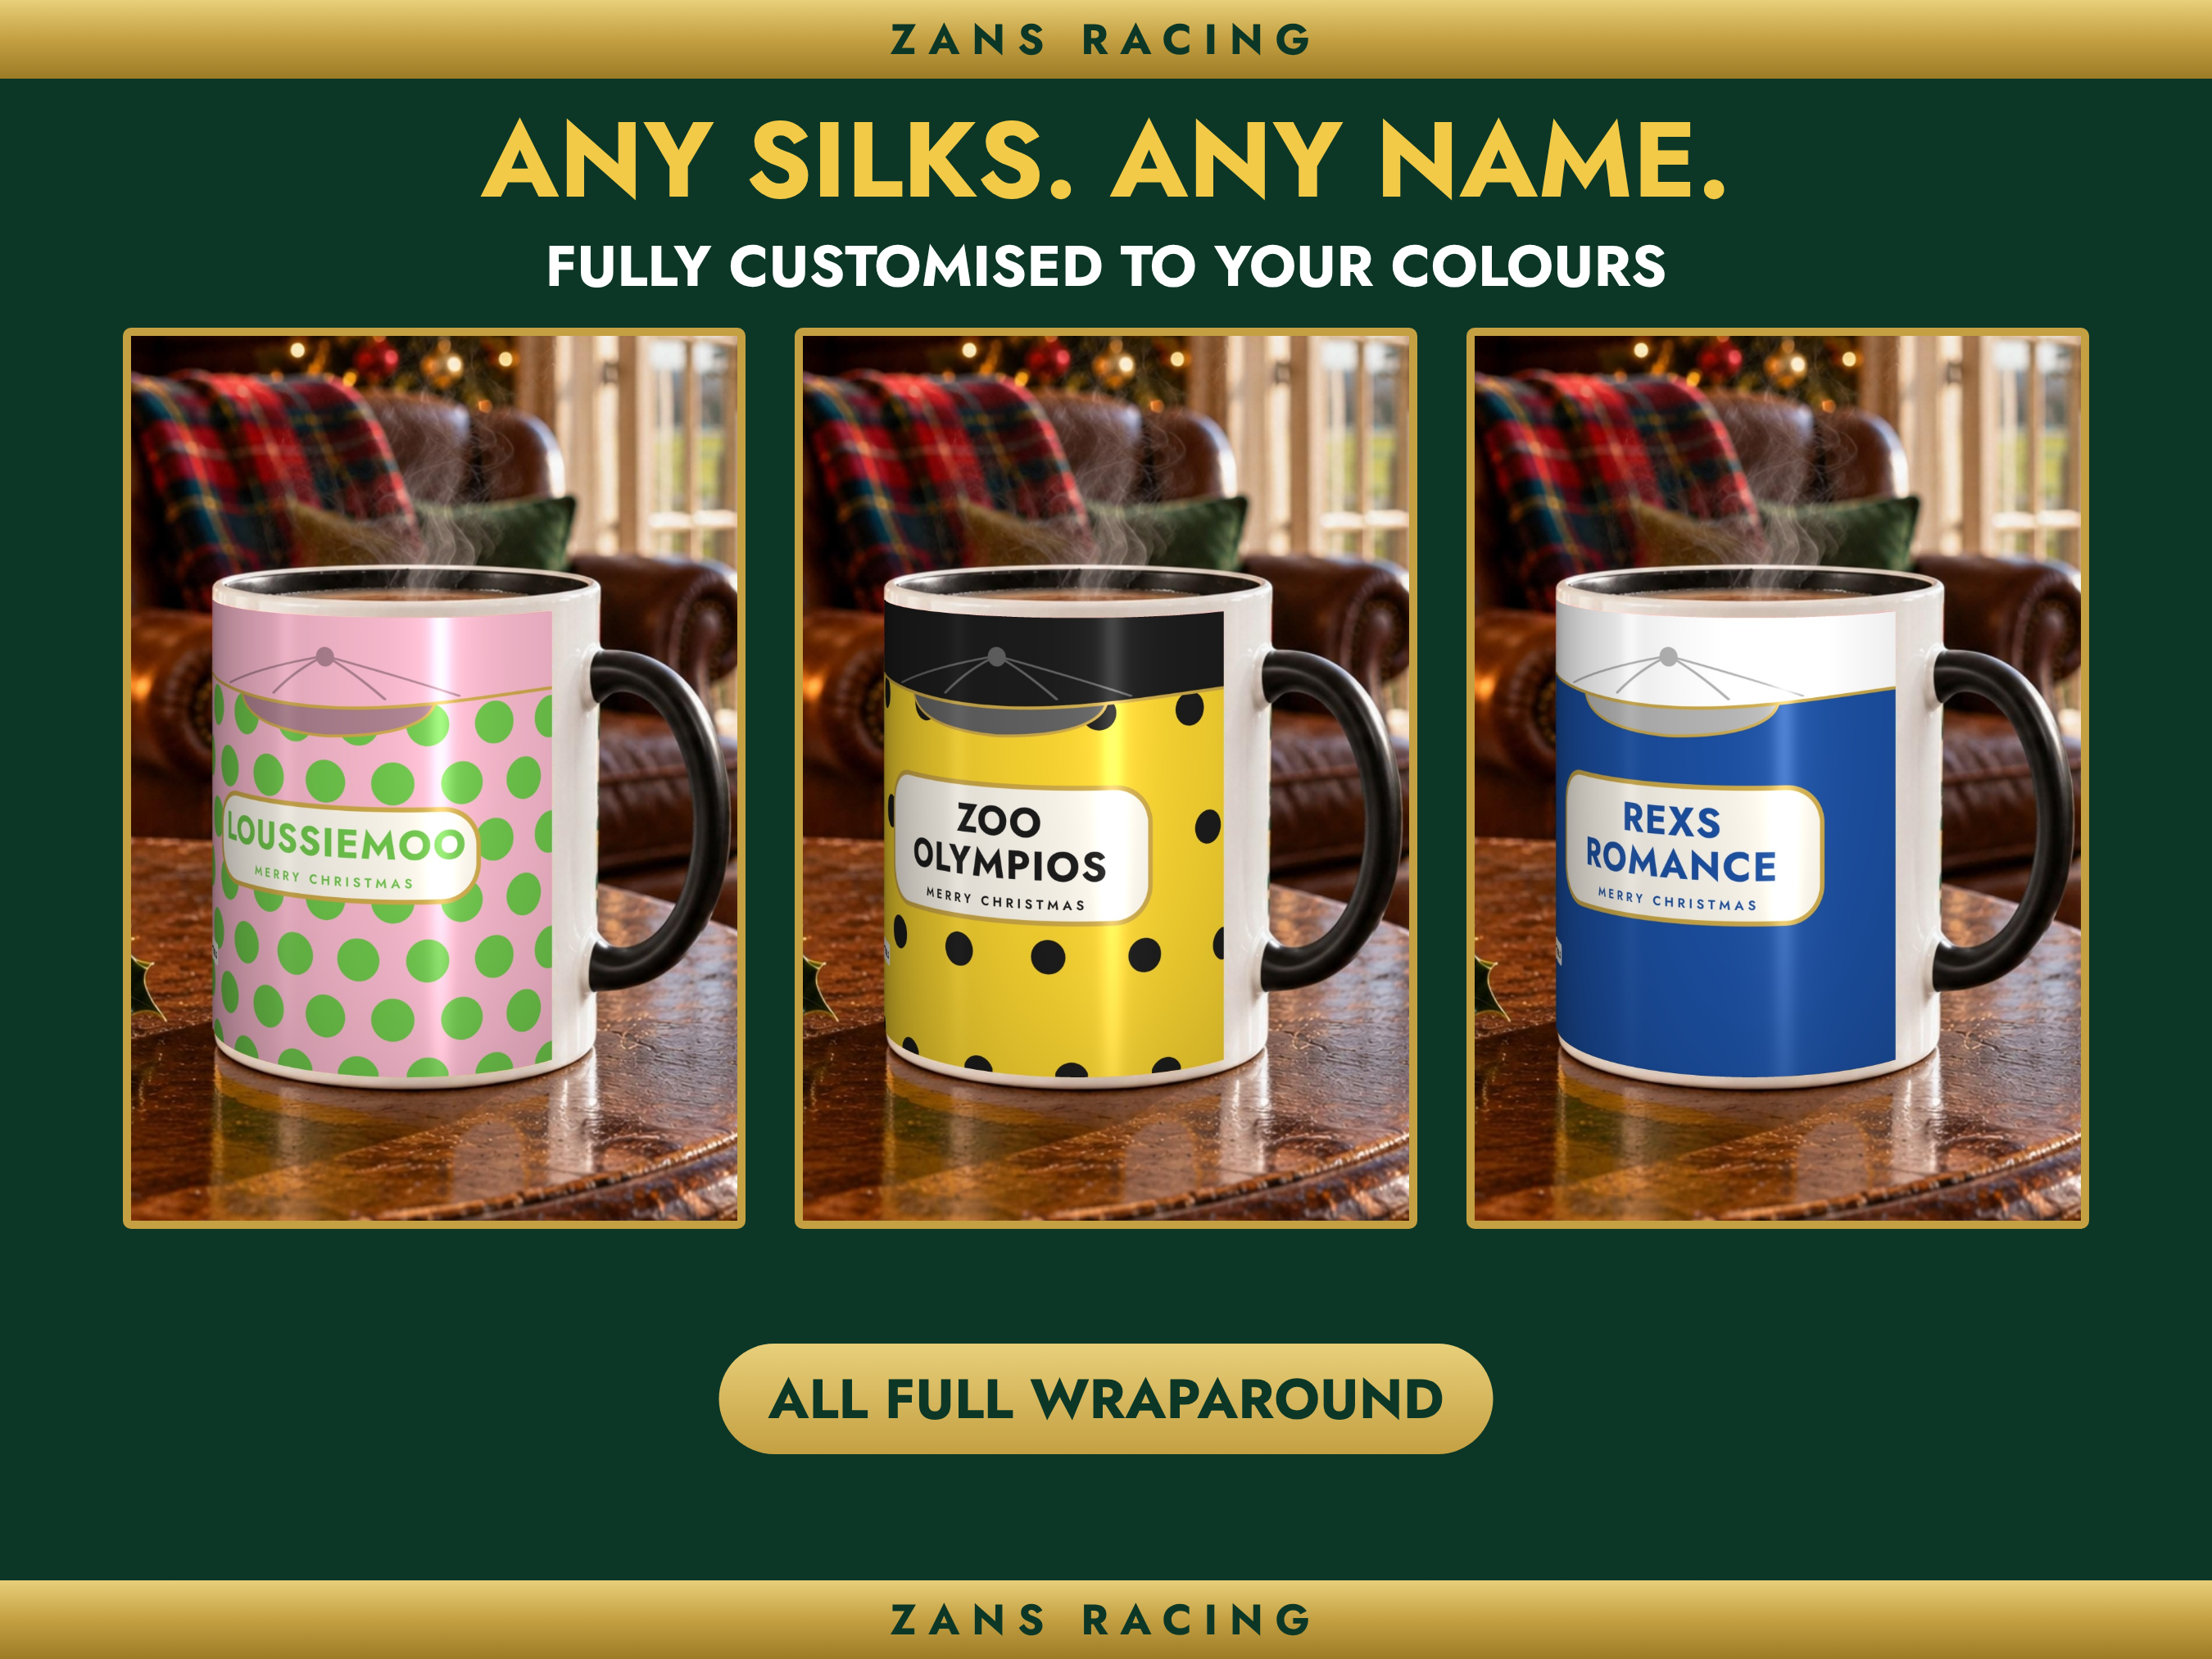 ZANS RACING
ANY SILKS. ANY NAME.
FULLY CUSTOMISED TO YOUR COLOURS
LOUSSIEMOO
MERRY CHRISTMAS
ZOO
OLYMPIOS
MERRY CHRISTMAS
REXS
ROMANCE
MERRY CHRISTMAS
ALL FULL WRAPAROUND
ZANS RACING